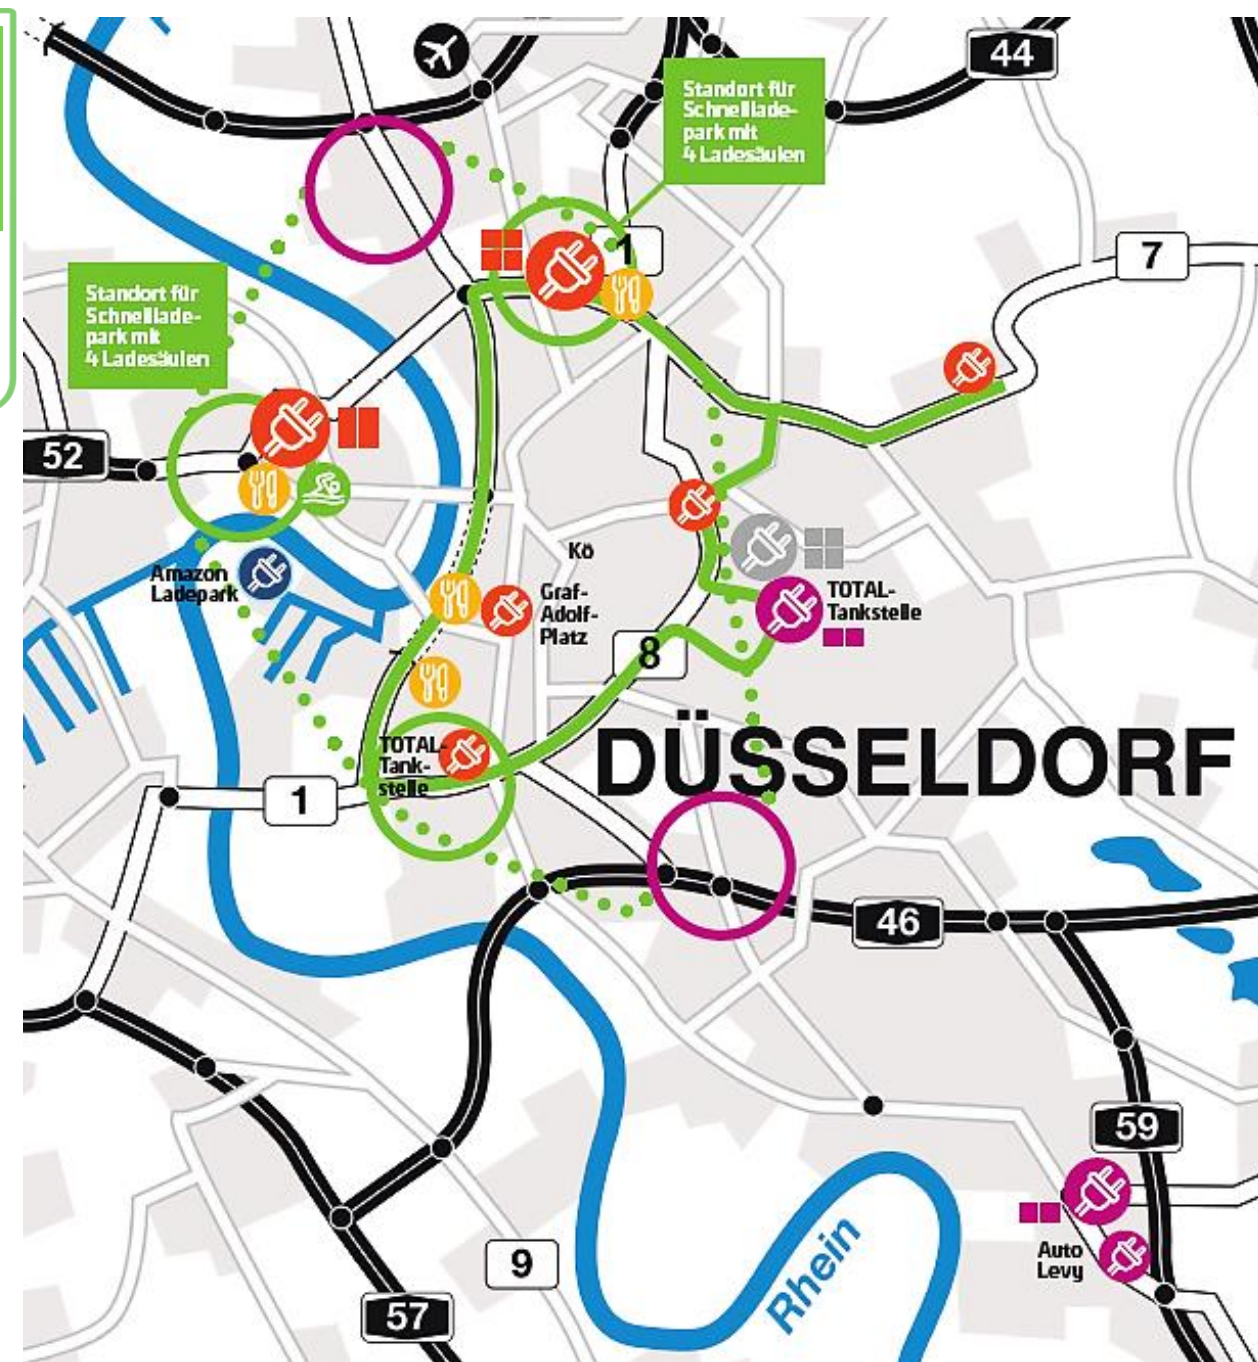 44
Standort für
Schnelllade-
park mit
4 Ladesäulen
1
7
Standort für
Schnelllade-
park mit
4 Ladesäulen
52
Amazon
Ladepark
Kö
Graf-
Adolf-
Platz
TOTAL-
Tankstelle
8
DÜSSELDORF
TOTAL-
Tank-
stelle
1
46
59
Auto
Levy
Rhein
9
57